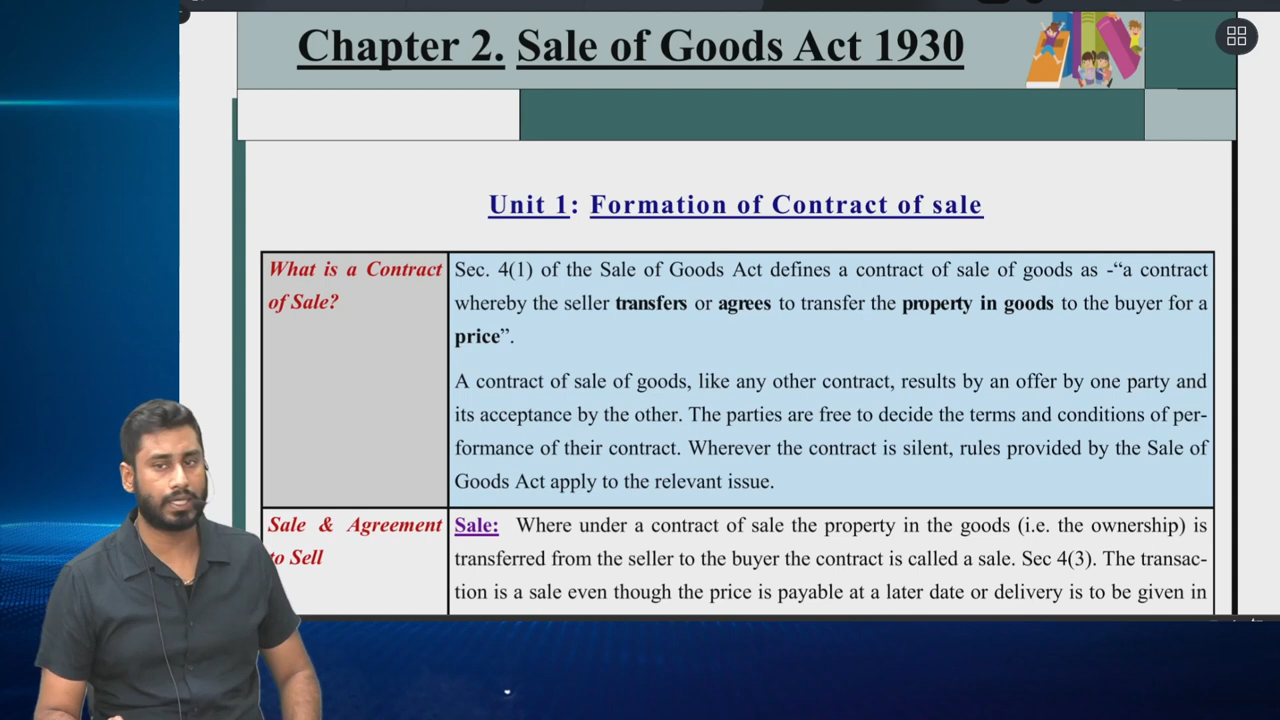 Chapter 2. Sale of Goods Act 1930
Unit 1: Formation of Contract of sale
What is a Contract
of Sale?
Sec. 4(1) of the Sale of Goods Act defines a contract of sale of goods as -“a contract
whereby the seller transfers or agrees to transfer the property in goods to the buyer for a
price”.
A contract of sale of goods, like any other contract, results by an offer by one party and
its acceptance by the other. The parties are free to decide the terms and conditions of per-
formance of their contract. Wherever the contract is silent, rules provided by the Sale of
Goods Act apply to the relevant issue.
Sale & Agreement
to Sell
Sale: Where under a contract of sale the property in the goods (i.e. the ownership) is
transferred from the seller to the buyer the contract is called a sale. Sec 4(3). The transac-
tion is a sale even though the price is payable at a later date or delivery is to be given in